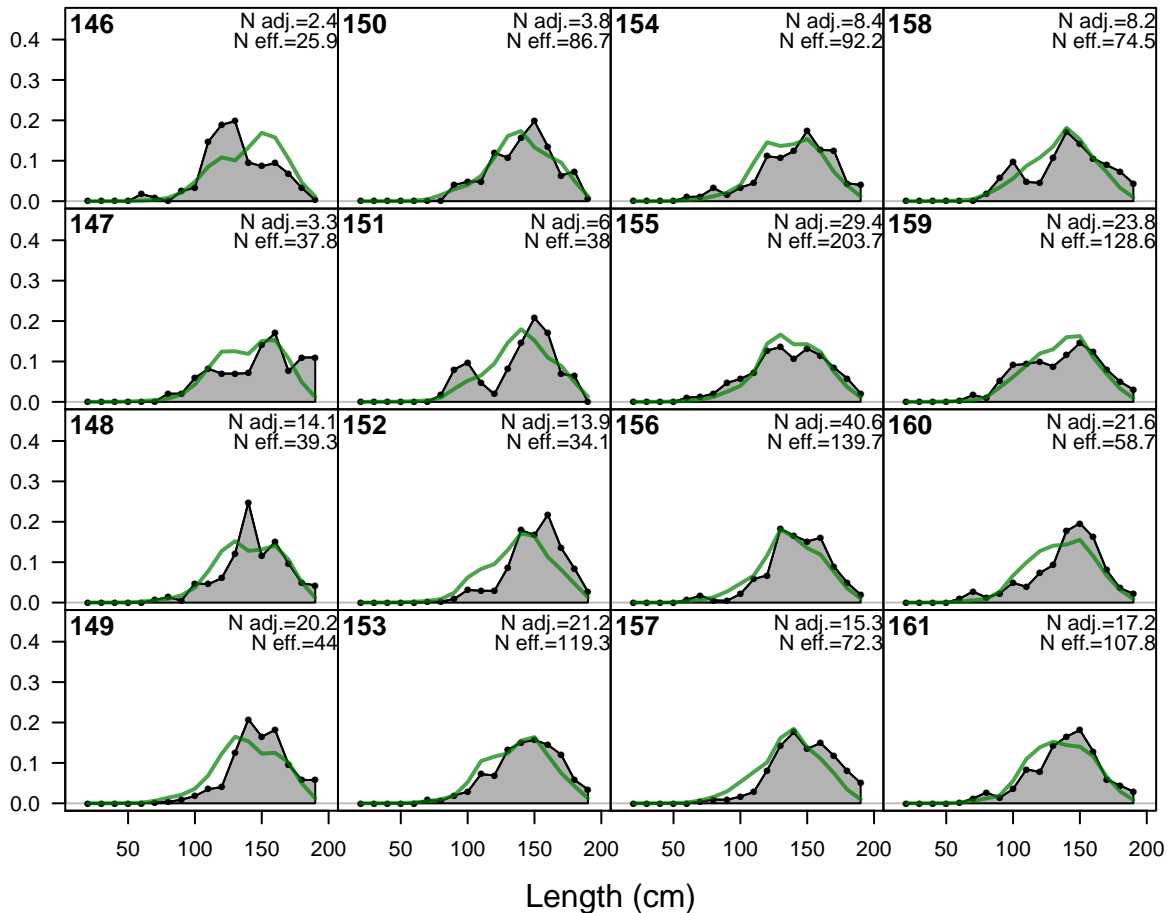 146 N adj.=2.4
N eff.=25.9
150 N adj.=3.8
N eff.=86.7
154 N adj.=8.4
N eff.=92.2
158 N adj.=8.2
N eff.=74.5
0.4
0.3
0.2
0.1
0.0
147 N adj.=3.3
N eff.=37.8
151 N adj.=6
N eff.=38
155 N adj.=29.4
N eff.=203.7
159 N adj.=23.8
N eff.=128.6
0.4
0.3
0.2
0.1
0.0
148 N adj.=14.1
N eff.=39.3
152 N adj.=13.9
N eff.=34.1
156 N adj.=40.6
N eff.=139.7
160 N adj.=21.6
N eff.=58.7
0.4
0.3
0.2
0.1
0.0
149 N adj.=20.2
N eff.=44
153 N adj.=21.2
N eff.=119.3
157 N adj.=15.3
N eff.=72.3
161 N adj.=17.2
N eff.=107.8
0.4
0.3
0.2
0.1
0.0
50 100 150 200 50 100 150 200 50 100 150 200 50 100 150 200
Length (cm)